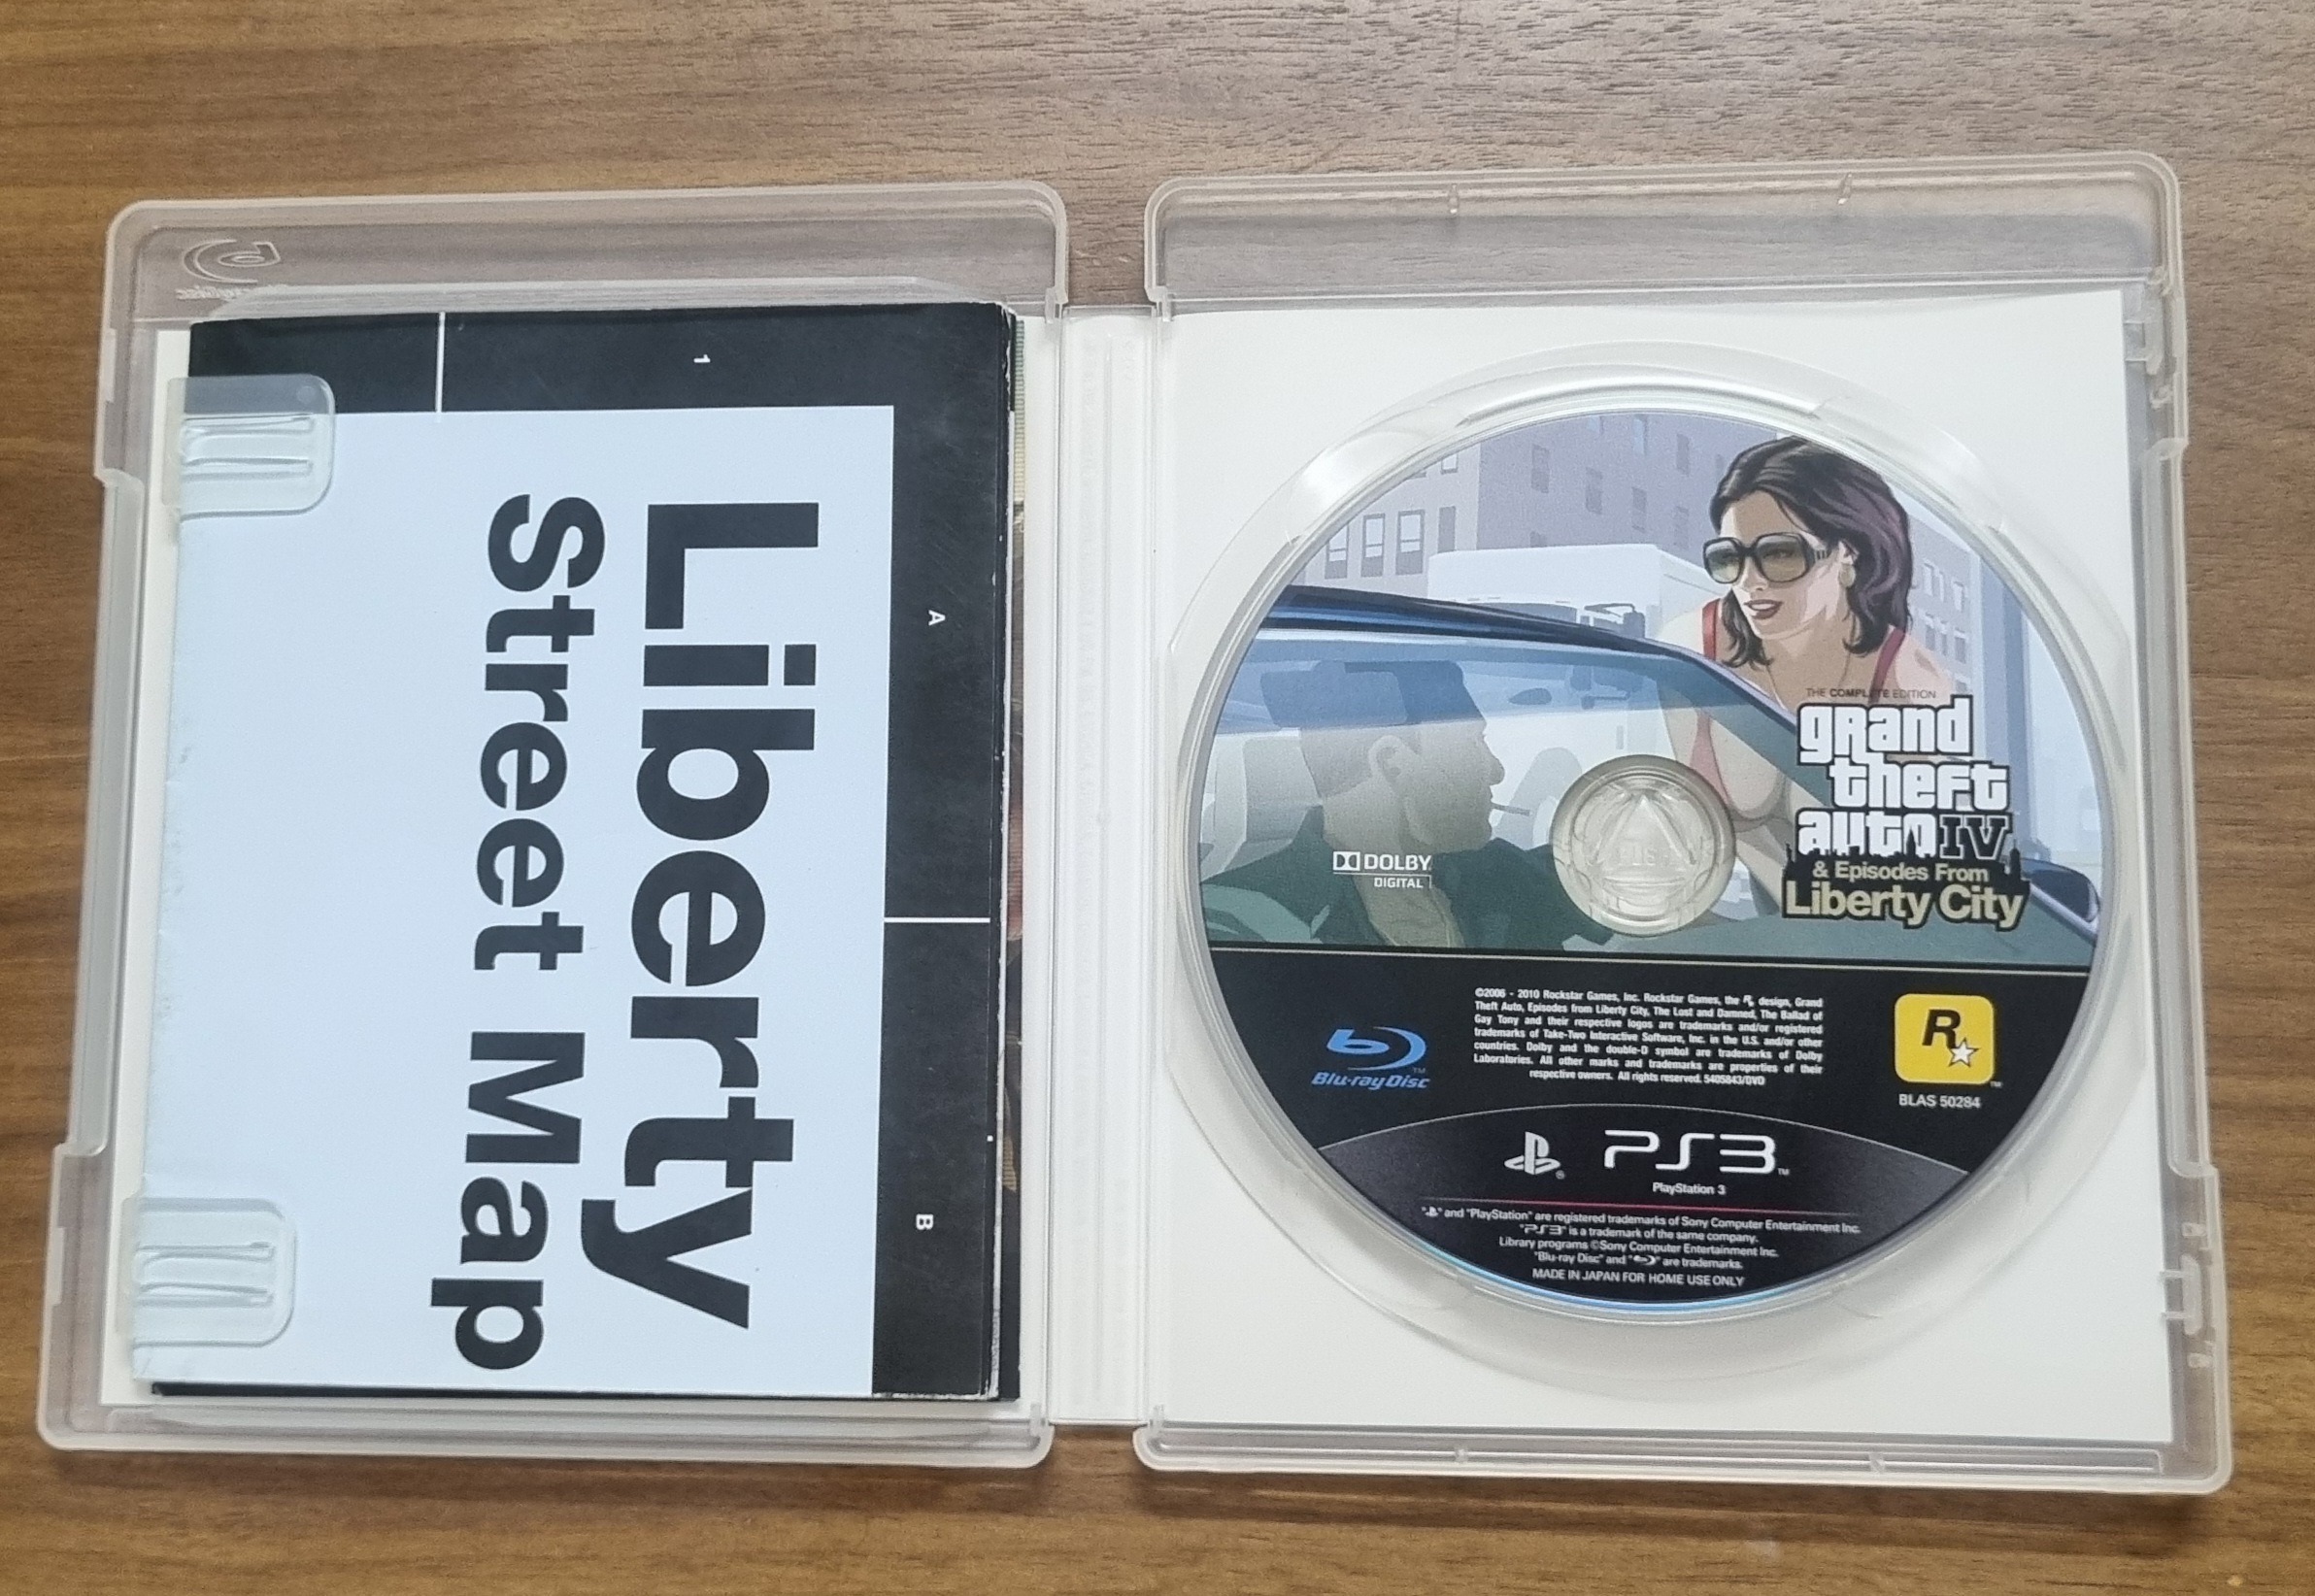 1
A
B
Liberty
Street Map
THE COMPLETE EDITION
grand
theft
auto IV
& Episodes From
Liberty City
DOLBY
DIGITAL
©2006 - 2010 Rockstar Games, Inc. Rockstar Games, the R★ design, Grand
Theft Auto, Episodes from Liberty City, The Lost and Damned, The Ballad of
Gay Tony and their respective logos are trademarks and/or registered
trademarks of Take-Two Interactive Software, Inc. in the U.S. and/or other
countries. Dolby and the double-D symbol are trademarks of Dolby
Laboratories. All other marks and trademarks are properties of their
respective owners. All rights reserved. 5405843/DVD
Blu-ray Disc™
R™
BLAS 50284
®
PS3™
PlayStation 3
" " and "PlayStation" are registered trademarks of Sony Computer Entertainment Inc.
"PS3" is a trademark of the same company.
Library programs ©Sony Computer Entertainment Inc.
"Blu-ray Disc" and " " are trademarks.
MADE IN JAPAN FOR HOME USE ONLY